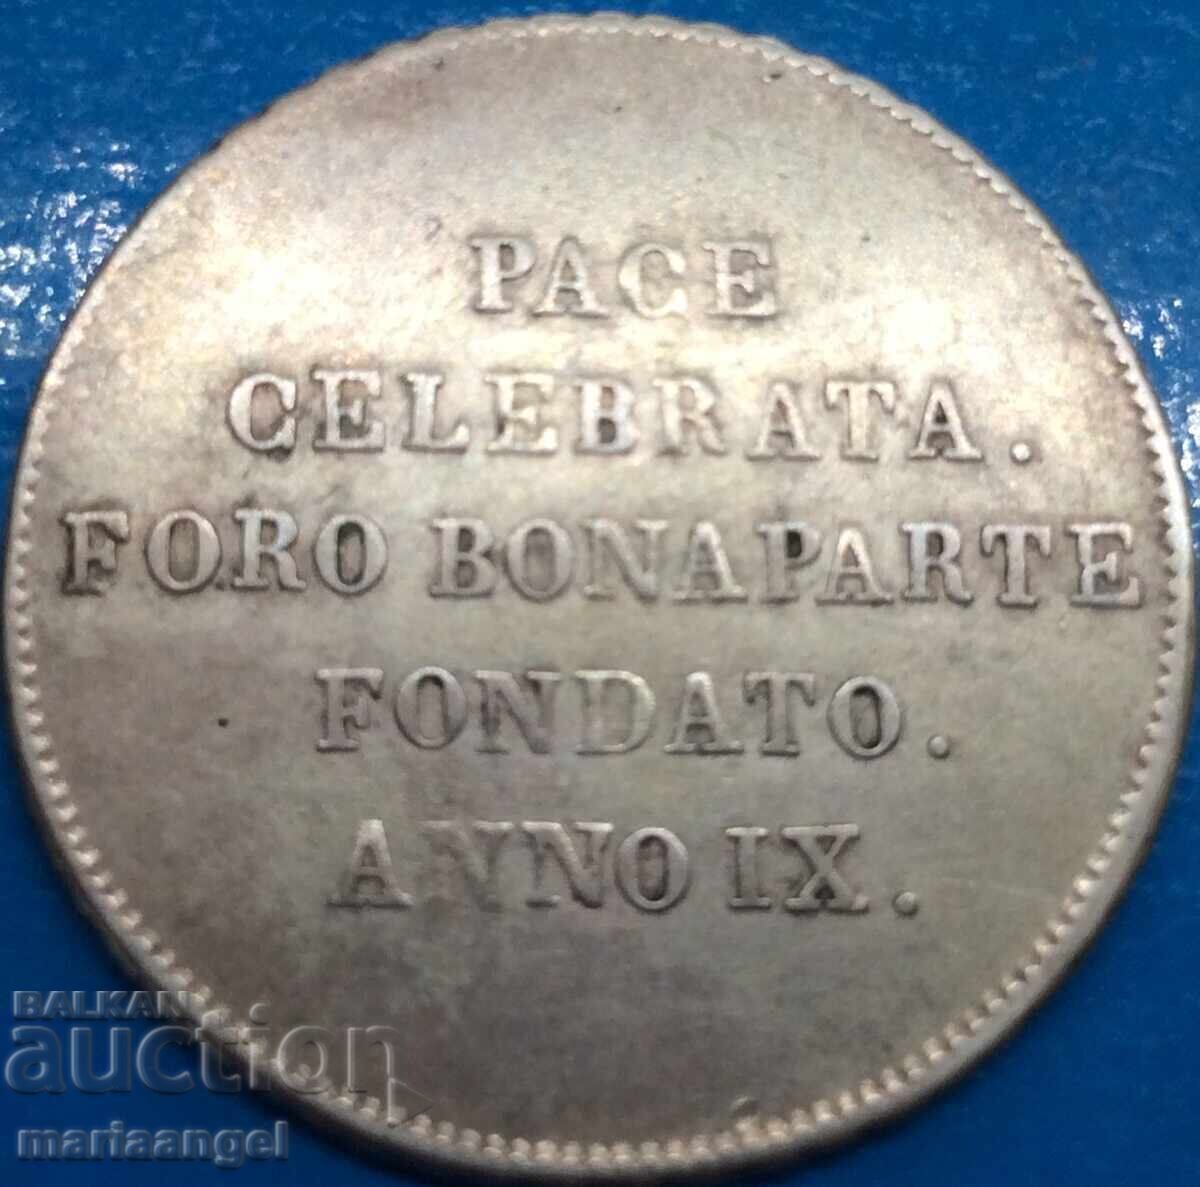 PACE
CELEBRATA.
FORO BONAPARTE
FONDATO.
ANNO IX.
BALKAN
auction
mariaangel